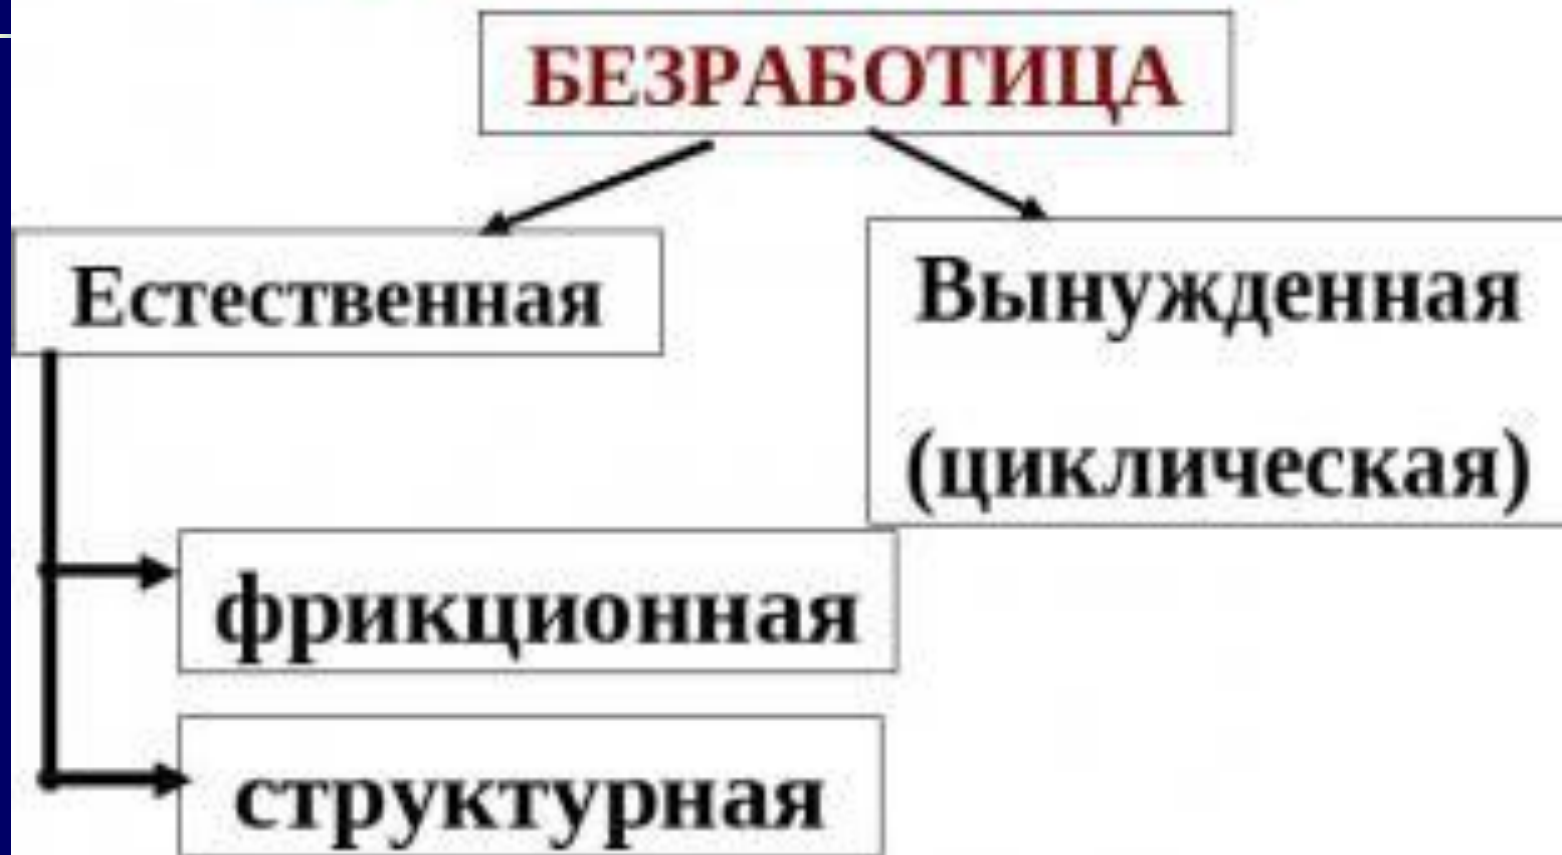 БЕЗРАБОТИЦА
Естественная
Вынужденная
(циклическая)
фрикционная
структурная